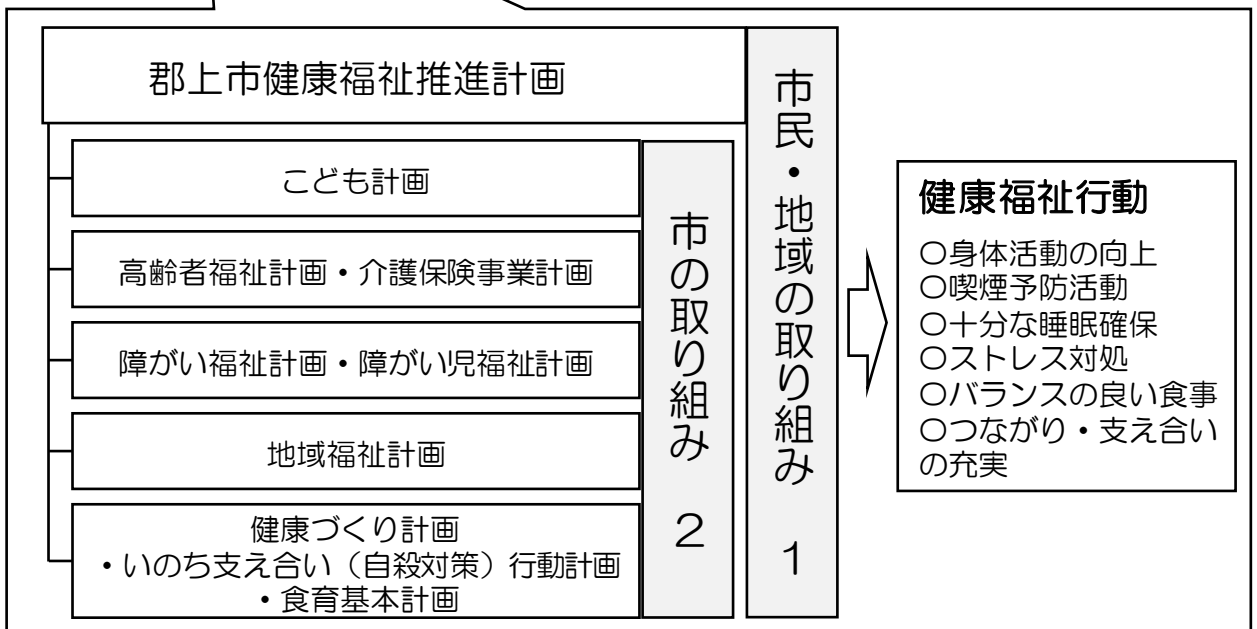 郡上市健康福祉推進計画
こども計画
高齢者福祉計画・介護保険事業計画
障がい福祉計画・障がい児福祉計画
地域福祉計画
健康づくり計画
・いのち支え合い（自殺対策）行動計画
・食育基本計画
市の取り組み　２
市民・地域の取り組み　１
健康福祉行動
○身体活動の向上
○喫煙予防活動
○十分な睡眠確保
○ストレス対処
○バランスの良い食事
○つながり・支え合い
の充実